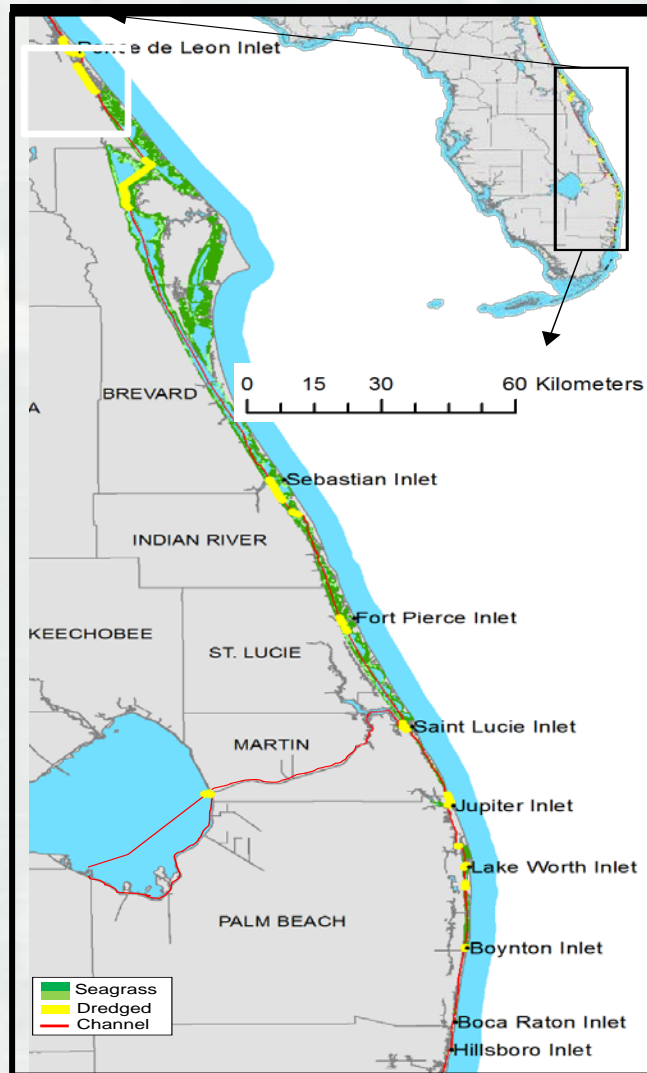 Ponce de Leon Inlet
0 15 30 60 Kilometers
BREVARD
A
Sebastian Inlet
INDIAN RIVER
Fort Pierce Inlet
KEECHOBEE
ST. LUCIE
Saint Lucie Inlet
MARTIN
Jupiter Inlet
Lake Worth Inlet
PALM BEACH
Boynton Inlet
Seagrass
Dredged
Channel
Boca Raton Inlet
Hillsboro Inlet